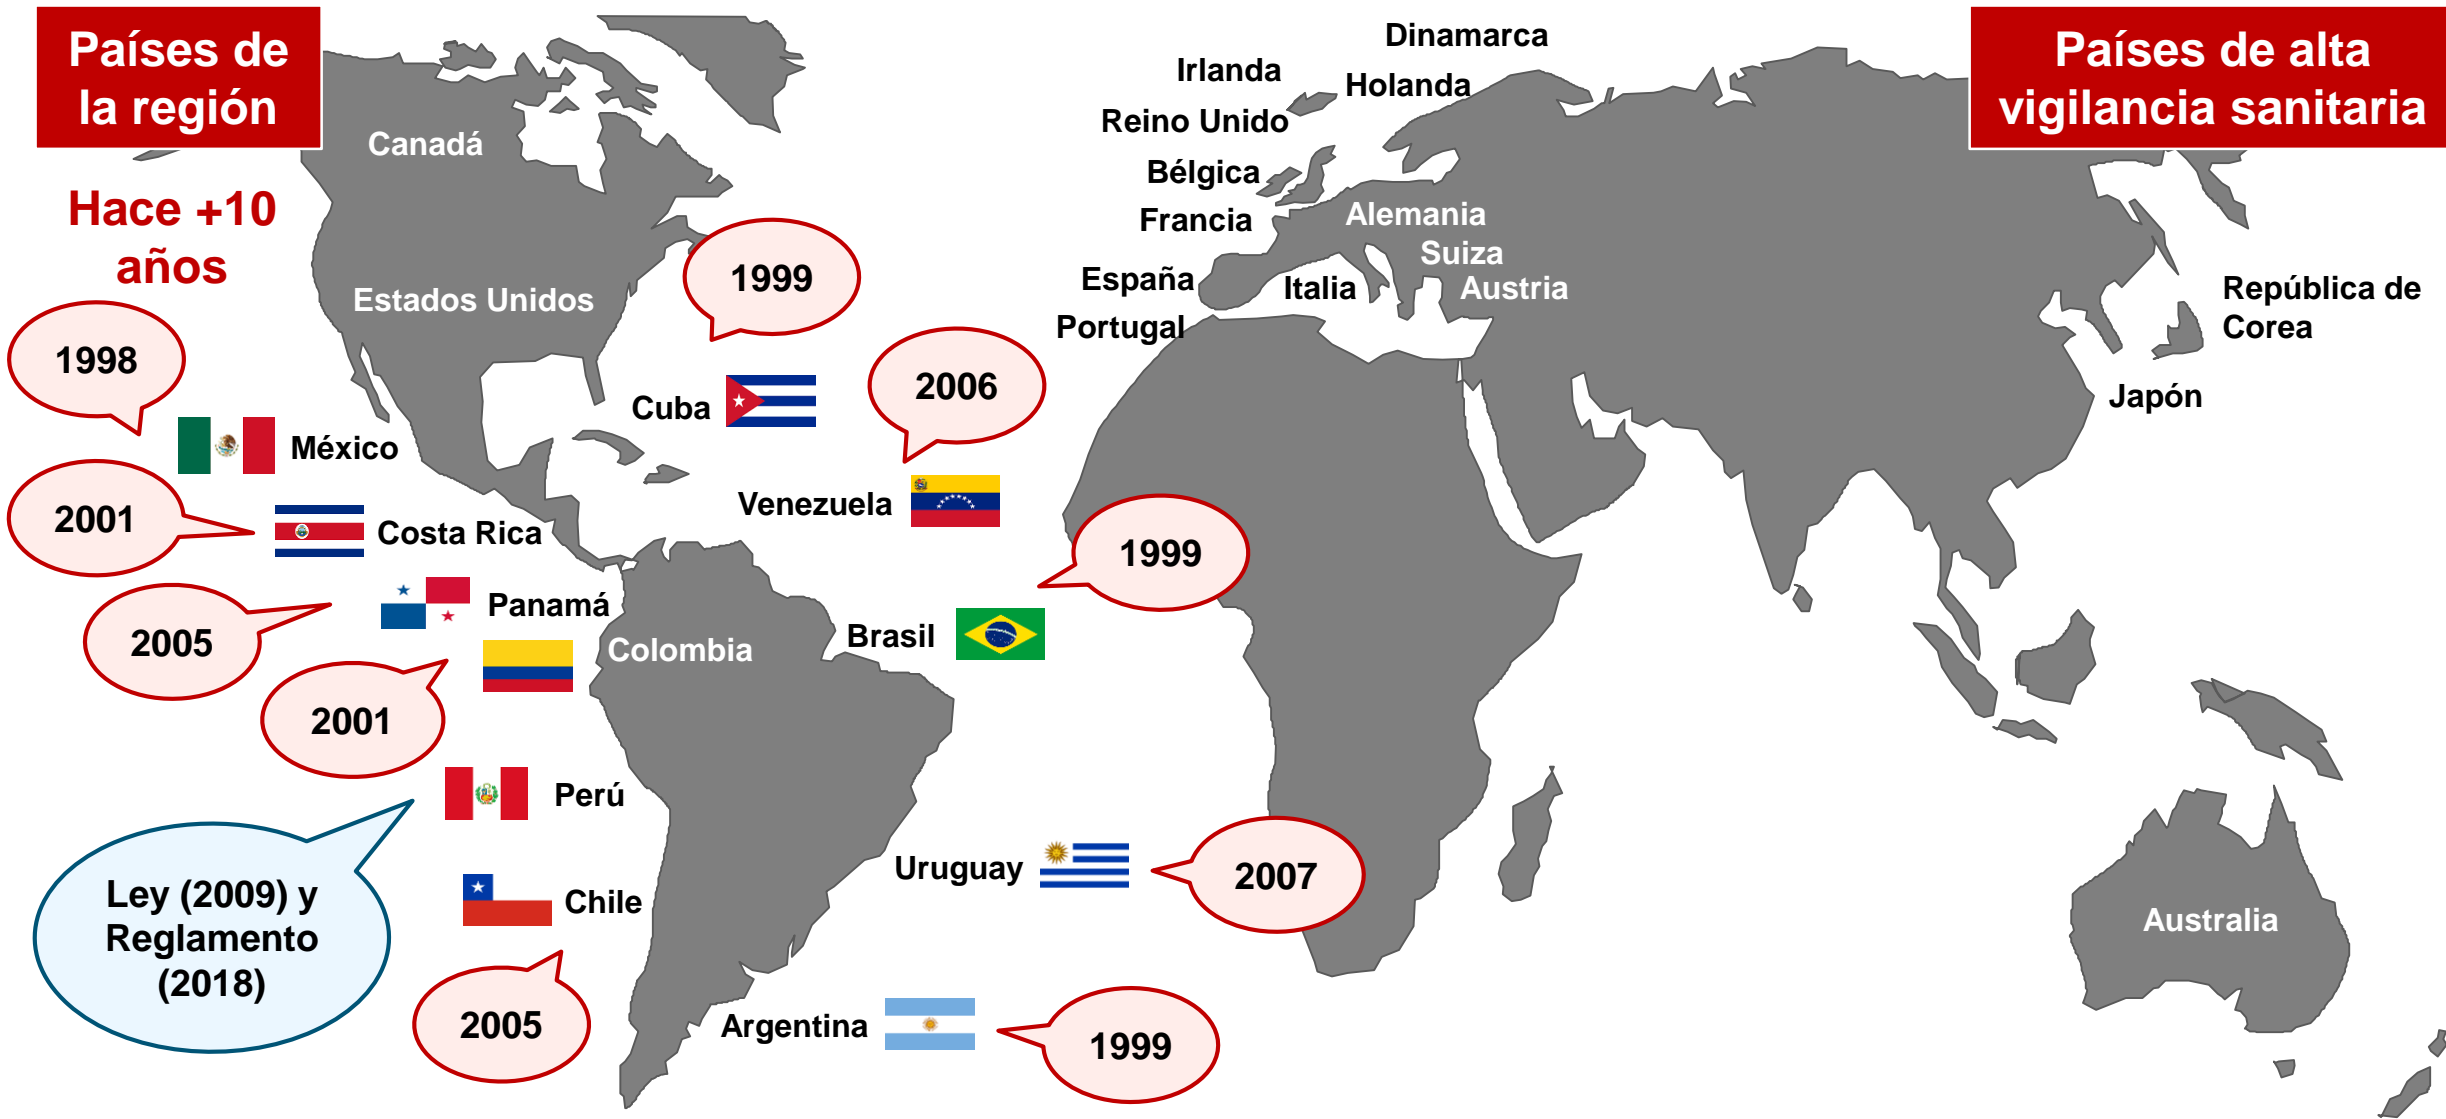 Países de
la región
Hace +10
años
Canadá
Estados Unidos
1999
1998
Cuba
2006
México
2001
Costa Rica
Venezuela
1999
2005
Panamá
Colombia
Brasil
2001
Perú
Ley (2009) y
Reglamento
(2018)
Chile
2005
Uruguay
2007
Argentina
1999
Países de alta
vigilancia sanitaria
Dinamarca
Irlanda
Holanda
Reino Unido
Bélgica
Francia
Alemania
Suiza
España
Italia
Austria
Portugal
República de
Corea
Japón
Australia